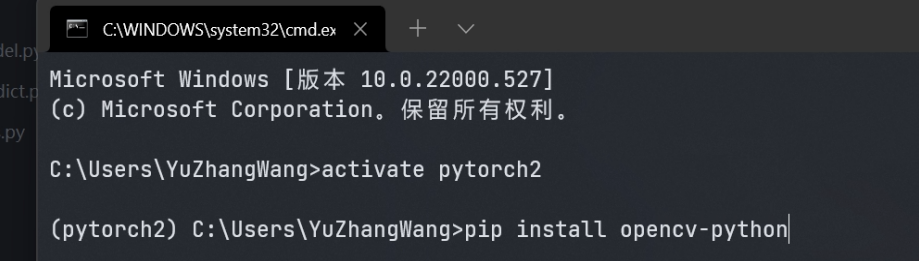 C:\WINDOWS\system32\cmd.ex
del.py
dict.p
.py
Microsoft Windows [版本 10.0.22000.527]
(c) Microsoft Corporation。保留所有权利。
C:\Users\YuZhangWang>activate pytorch2
(pytorch2) C:\Users\YuZhangWang>pip install opencv-python